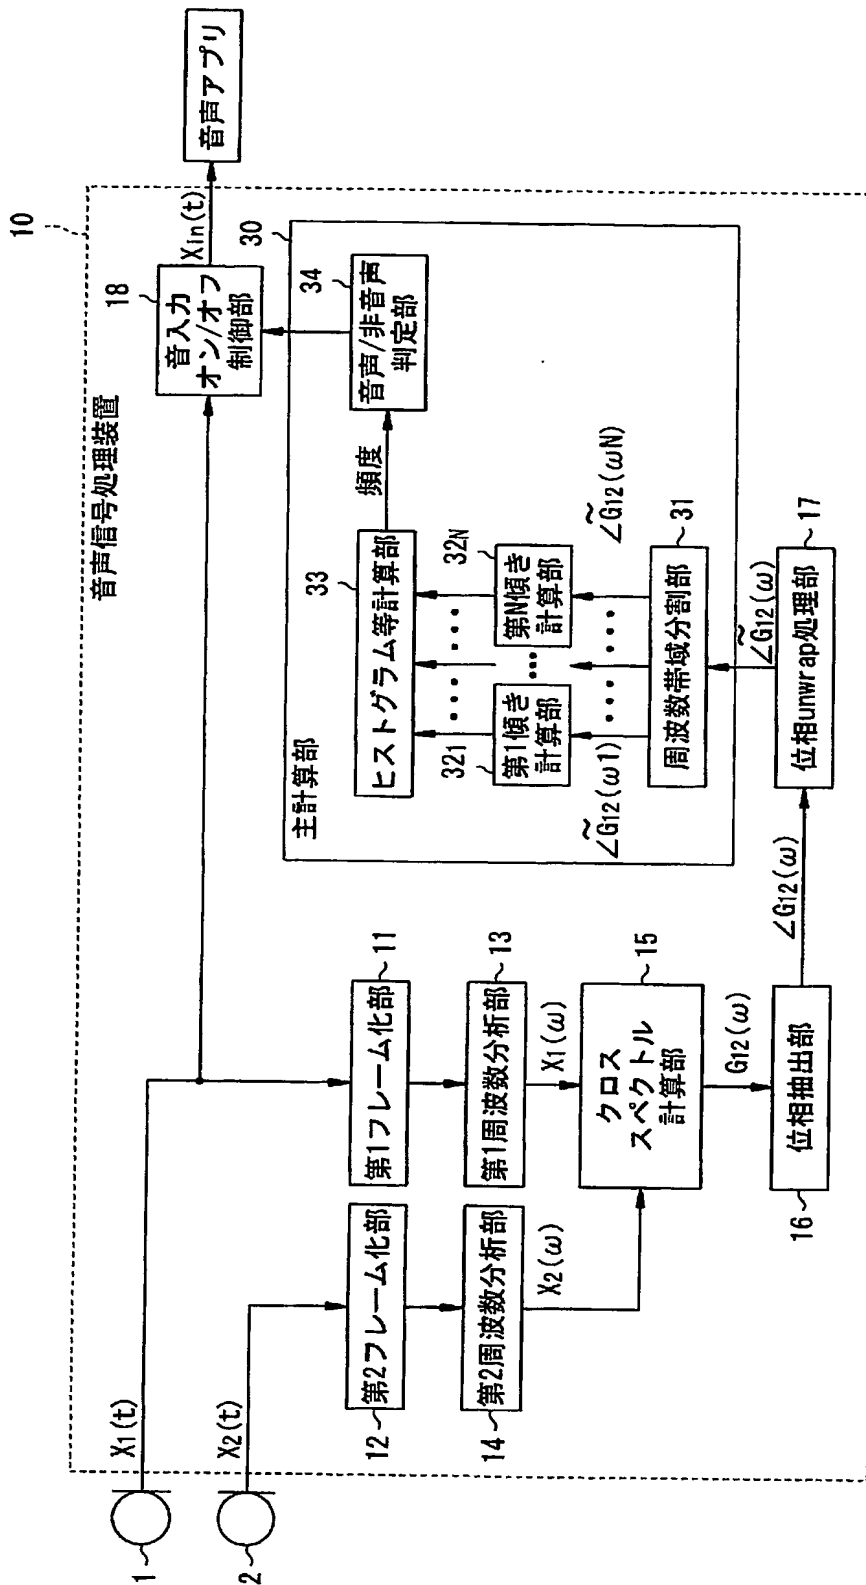 10
音声信号処理装置
1
X1(t)
2
X2(t)
18
音入力
オン/オフ
制御部
Xin(t)
音声アプリ
12
第2フレーム化部
第1フレーム化部
11
14
第2周波数分析部
第1周波数分析部
13
X2(ω)
X1(ω)
クロス
スペクトル
計算部
15
G12(ω)
16
位相抽出部
∠G12(ω)
位相unwrap処理部
17
∠G̃12(ω)
30
主計算部
33
ヒストグラム等計算部
頻度
34
音声/非音声
判定部
321
第1傾き
計算部
...
32N
第N傾き
計算部
∠G̃12(ω1)
∠G̃12(ωN)
周波数帯域分割部
31